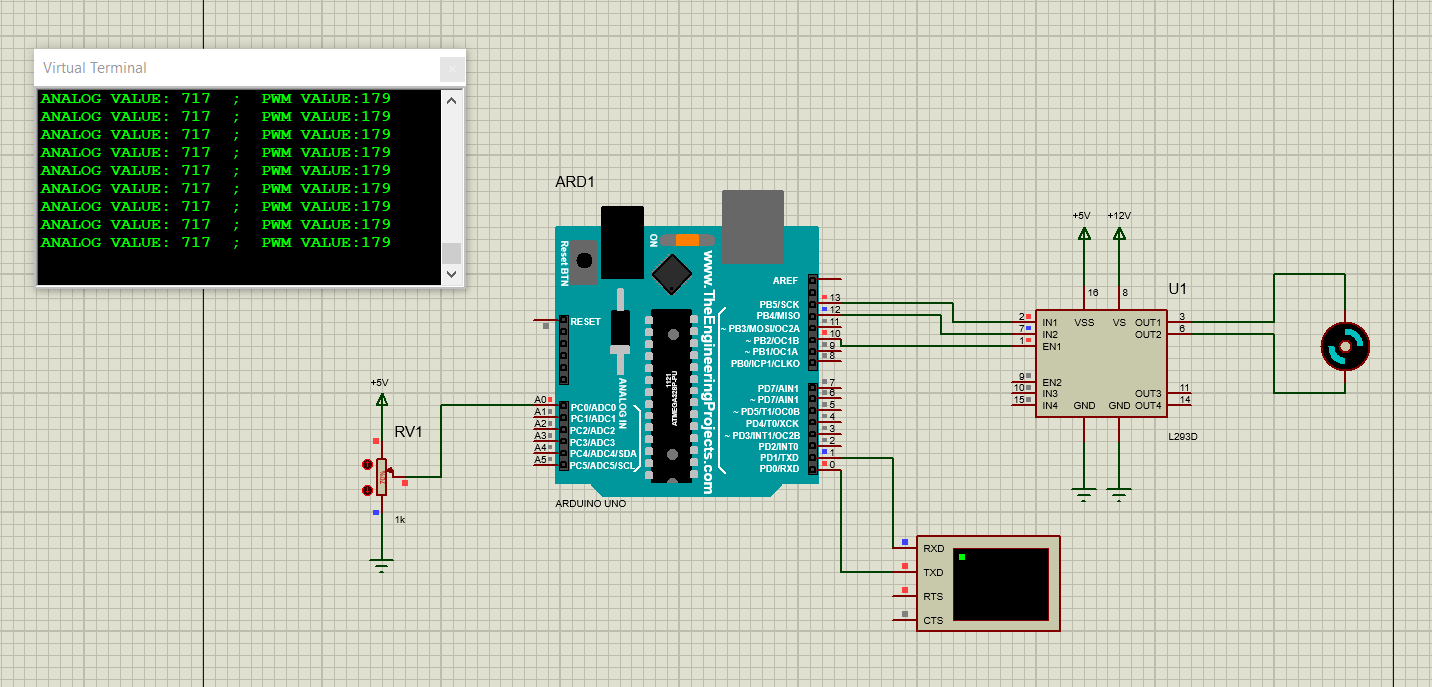 Virtual Terminal
ANALOG VALUE: 717 ; PWM VALUE:179
ANALOG VALUE: 717 ; PWM VALUE:179
ANALOG VALUE: 717 ; PWM VALUE:179
ANALOG VALUE: 717 ; PWM VALUE:179
ANALOG VALUE: 717 ; PWM VALUE:179
ANALOG VALUE: 717 ; PWM VALUE:179
ANALOG VALUE: 717 ; PWM VALUE:179
ANALOG VALUE: 717 ; PWM VALUE:179
ANALOG VALUE: 717 ; PWM VALUE:179
ARD1
Reset BTN
ON
www.TheEngineeringProjects.com
RESET
AREF
PB5/SCK 13
PB4/MISO 12
~ PB3/MOSI/OC2A 11
~ PB2/OC1B 10
~ PB1/OC1A 9
PB0/ICP1/CLKO 8
1121
ATMEGA328P-PU
ANALOG IN
PD7/AIN1 7
~ PD7/AIN1 6
~ PD5/T1/OC0B 5
PD4/T0/XCK 4
~ PD3/INT1/OC2B 3
PD2/INT0 2
PD1/TXD 1
PD0/RXD 0
A0 PC0/ADC0
A1 PC1/ADC1
A2 PC2/ADC2
A3 PC3/ADC3
A4 PC4/ADC4/SDA
A5 PC5/ADC5/SCL
ARDUINO UNO
+5V
RV1
70%
1k
+5V
+12V
U1
16
8
2 IN1 VSS VS OUT1 3
7 IN2 OUT2 6
1 EN1
9 EN2
10 IN3 OUT3 11
15 IN4 GND GND OUT4 14
L293D
RXD
TXD
RTS
CTS